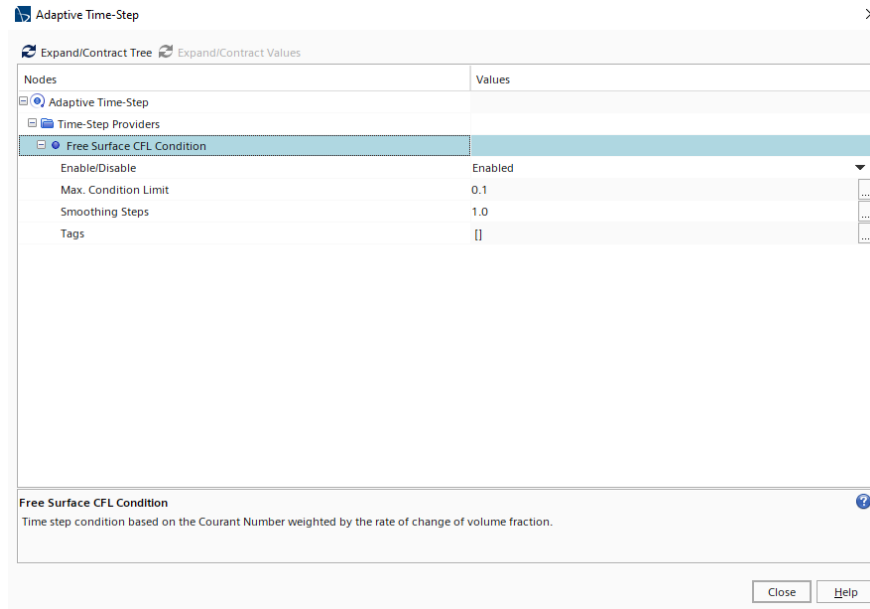 Adaptive Time-Step
Expand/Contract Tree Expand/Contract Values
Nodes Values
Adaptive Time-Step
Time-Step Providers
Free Surface CFL Condition
Enable/Disable Enabled
Max. Condition Limit 0.1 ...
Smoothing Steps 1.0 ...
Tags [] ...
Free Surface CFL Condition
Time step condition based on the Courant Number weighted by the rate of change of volume fraction.
Close Help